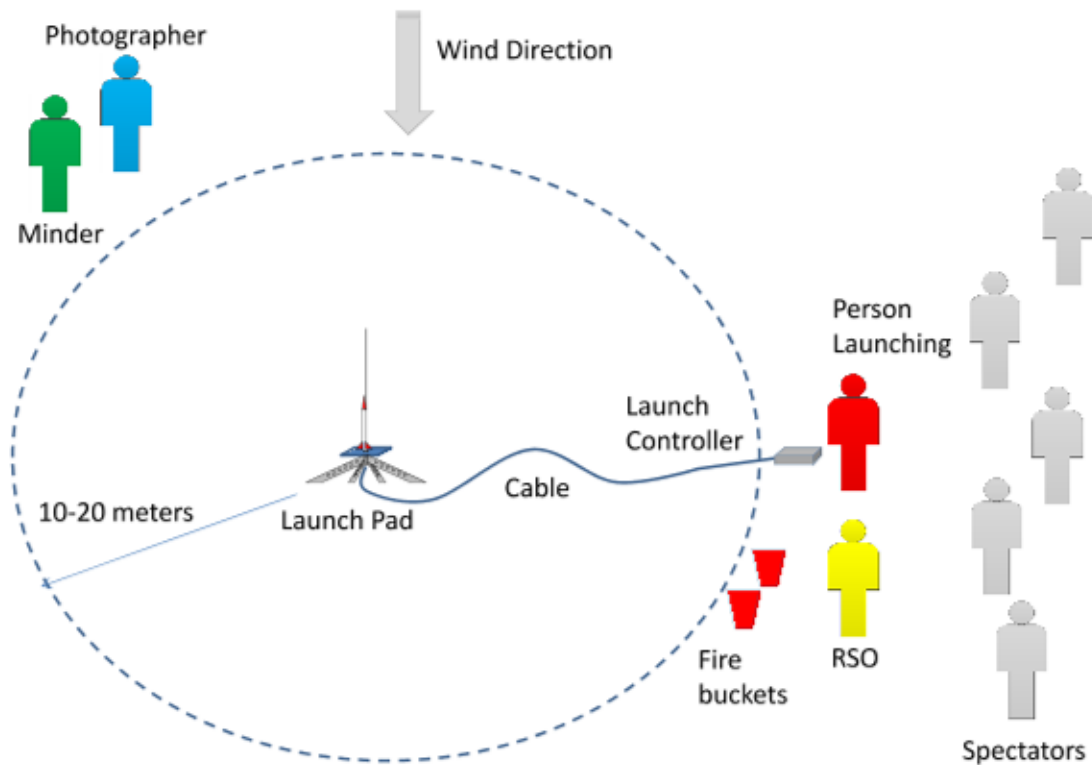 Photographer
Wind Direction
Minder
Person
Launching
Launch
Controller
Cable
10-20 meters
Launch Pad
Fire
buckets
RSO
Spectators